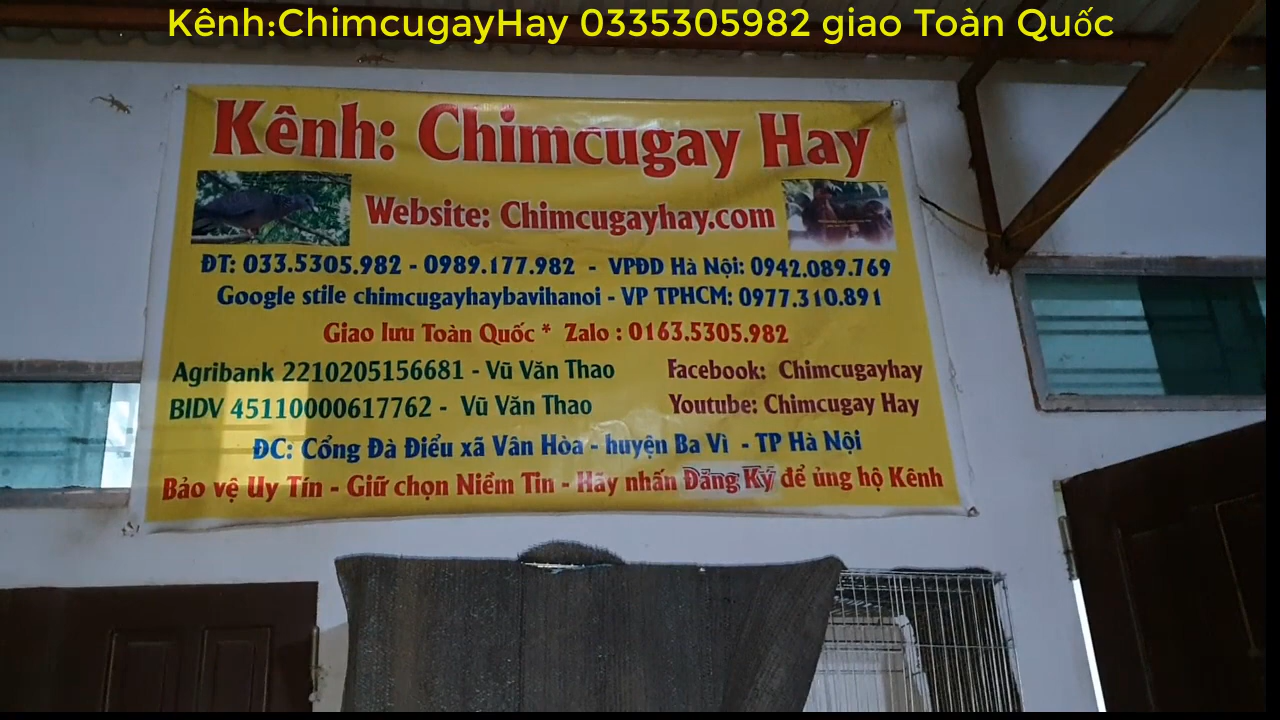 Kênh:ChimcugayHay 0335305982 giao Toàn Quốc
Kênh: Chimcugay Hay
Website: Chimcugayhay.com
ĐT: 033.5305.982 - 0989.177.982 - VPĐD Hà Nội: 0942.089.769
Google stile chimcugayhaybavihanoi - VP TPHCM: 0977.310.891
Giao lưu Toàn Quốc * Zalo : 0163.5305.982
Agribank 2210205156681 - Vũ Văn Thao
Facebook: Chimcugayhay
BIDV 45110000617762 - Vũ Văn Thao
Youtube: Chimcugay Hay
ĐC: Cổng Đà Điểu xã Vân Hòa - huyện Ba Vì - TP Hà Nội
Bảo vệ Uy Tín - Giữ chọn Niềm Tin - Hãy nhấn Đăng Ký để ủng hộ Kênh